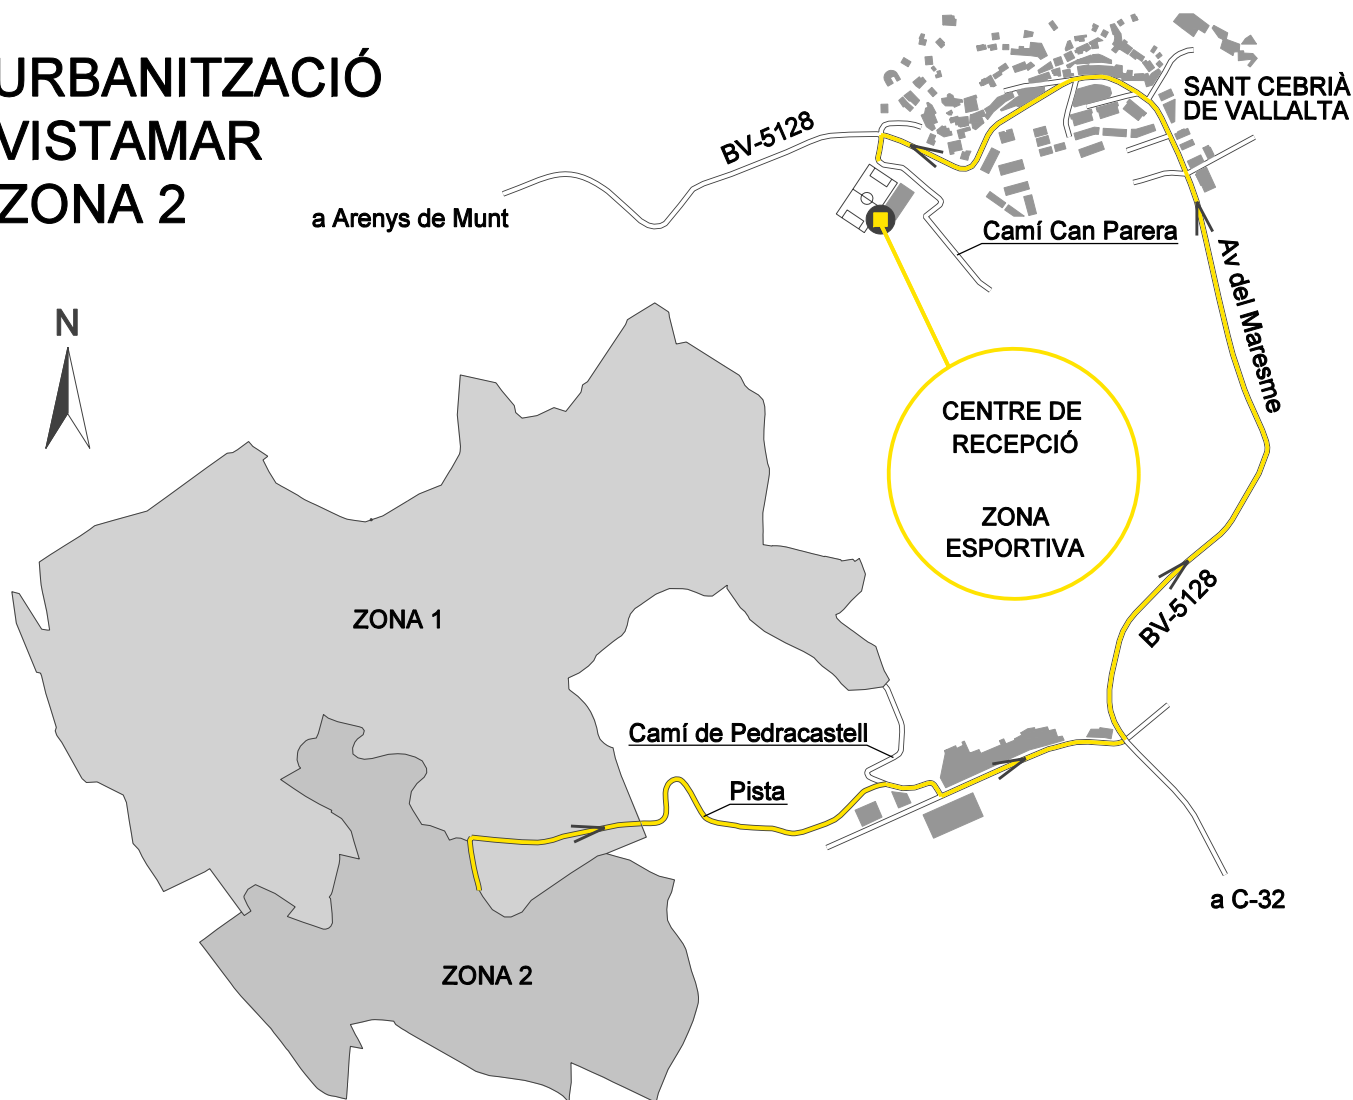 URBANITZACIÓ
VISTAMAR
ZONA 2
SANT CEBRIÀ
DE VALLALTA
BV-5128
a Arenys de Munt
Camí Can Parera
Av del Maresme
N
CENTRE DE
RECEPCIÓ
ZONA
ESPORTIVA
BV-5128
ZONA 1
Camí de Pedracastell
Pista
a C-32
ZONA 2